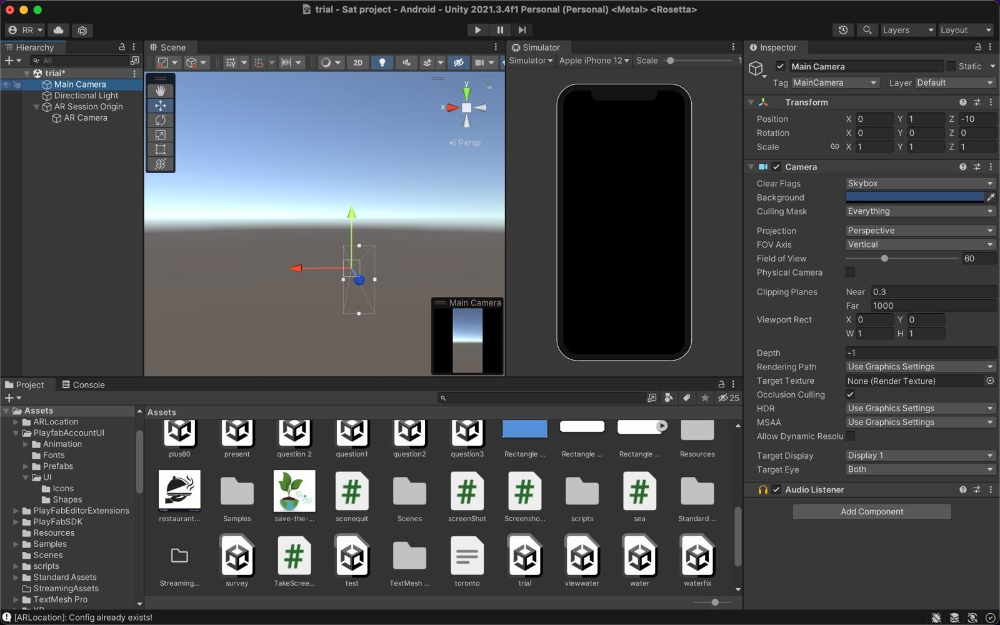 trial - Sat project - Android - Unity 2021.3.4f1 Personal (Personal) <Metal> <Rosetta>
RR
Layers
Layout
Hierarchy
All
trial*
Main Camera
Directional Light
AR Session Origin
AR Camera
Scene
2D
y
x
Persp
Main Camera
Simulator
Simulator
Apple iPhone 12
Scale
1
Inspector
Main Camera
Static
Tag MainCamera
Layer Default
Transform
Position X 0 Y 1 Z -10
Rotation X 0 Y 0 Z 0
Scale X 1 Y 1 Z 1
Camera
Clear Flags Skybox
Background
Culling Mask Everything
Projection Perspective
FOV Axis Vertical
Field of View 60
Physical Camera
Clipping Planes Near 0.3
Far 1000
Viewport Rect X 0 Y 0
W 1 H 1
Depth -1
Rendering Path Use Graphics Settings
Target Texture None (Render Texture)
Occlusion Culling
HDR Use Graphics Settings
MSAA Use Graphics Settings
Allow Dynamic Resolu
Target Display Display 1
Target Eye Both
Audio Listener
Add Component
Project
Console
25
Assets
ARLocation
PlayfabAccountUI
Animation
Fonts
Prefabs
UI
Icons
Shapes
PlayFabEditorExtensions
PlayFabSDK
Resources
Samples
Scenes
scripts
Standard Assets
StreamingAssets
TextMesh Pro
XR
Assets
plus80 present question 2 question1 question2 question3 Rectangle ... Rectangle ... Rectangle ... Resources
restaurant... Samples save-the-... scenequit Scenes screenShot Screensho... scripts sea Standard ...
Streaming... survey TakeScree... test TextMesh ... toronto trial viewwater water waterfix
[ARLocation]: Config already exists!